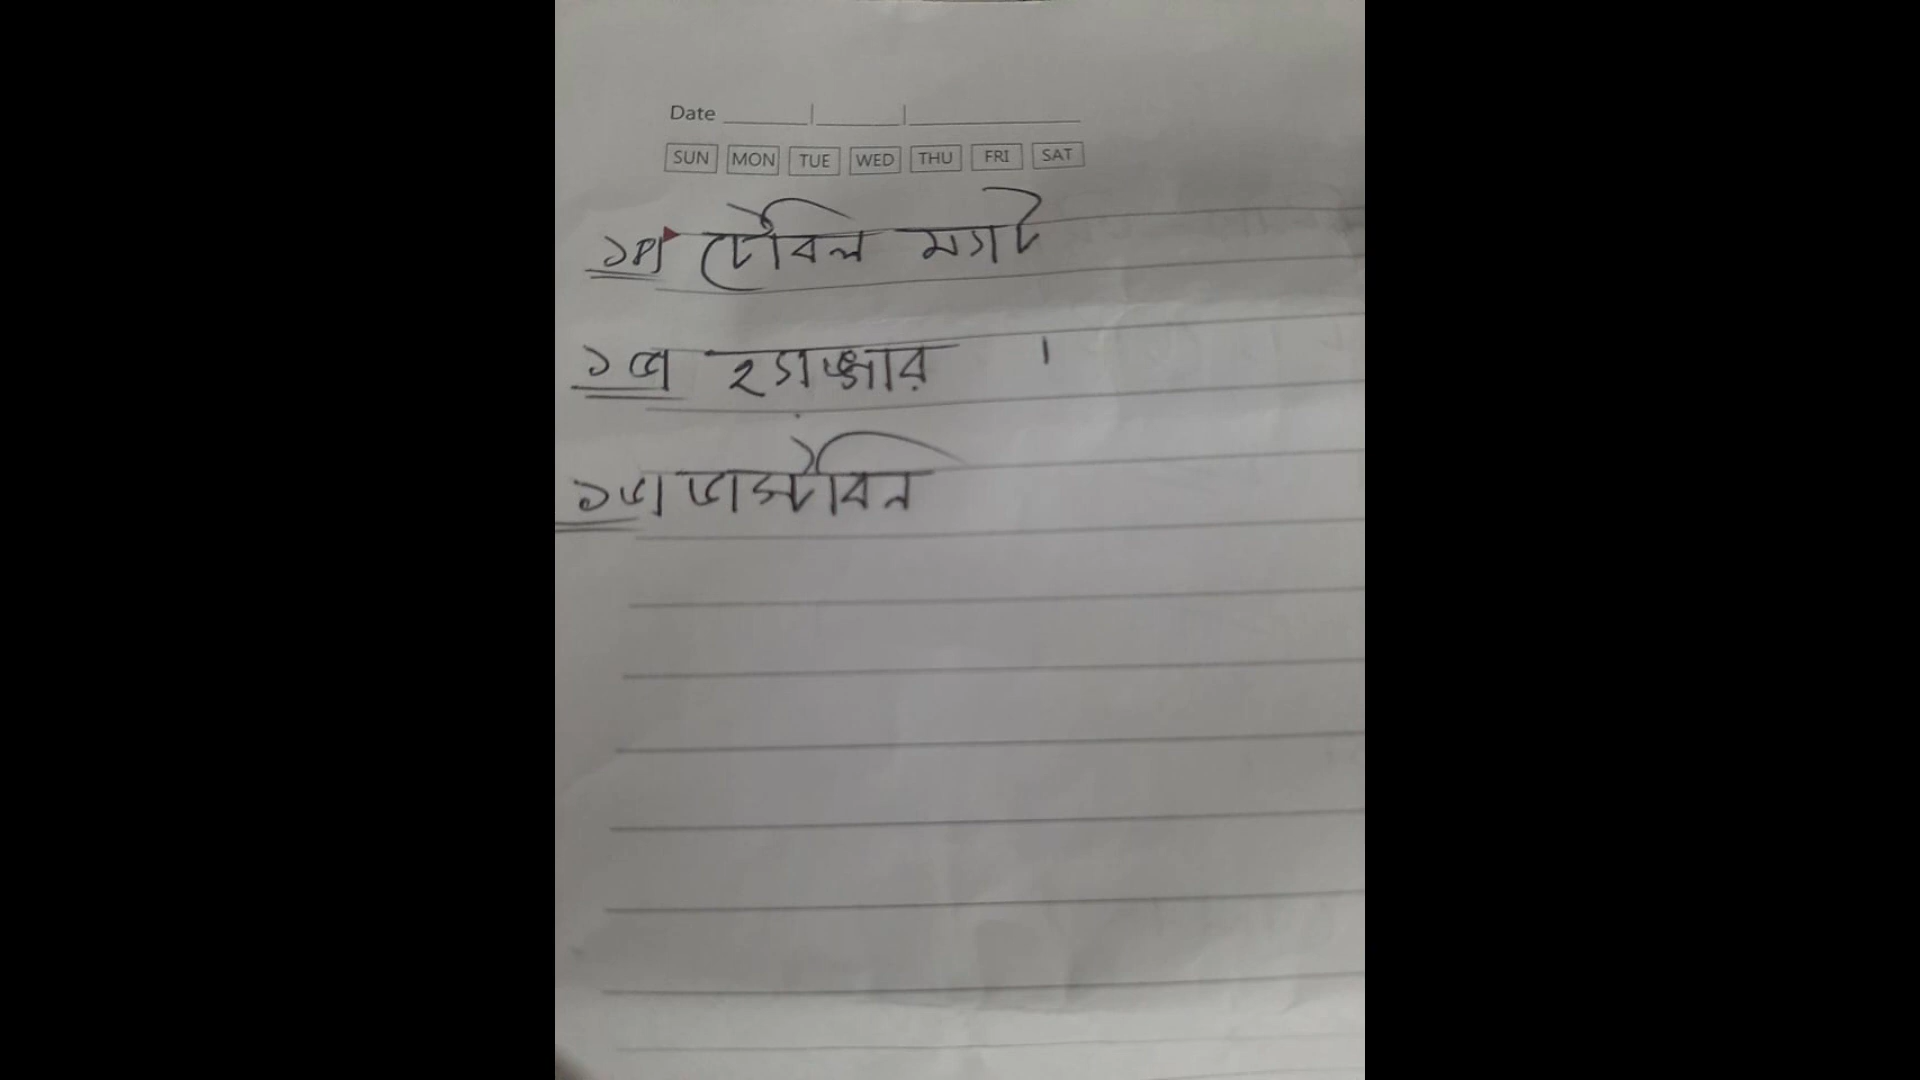 Date
SUN MON TUE WED THU FRI SAT
১৪। টেবিল ম্যাট
১৫। হ্যাঙ্গার ।
১৬। ডাস্টবিন